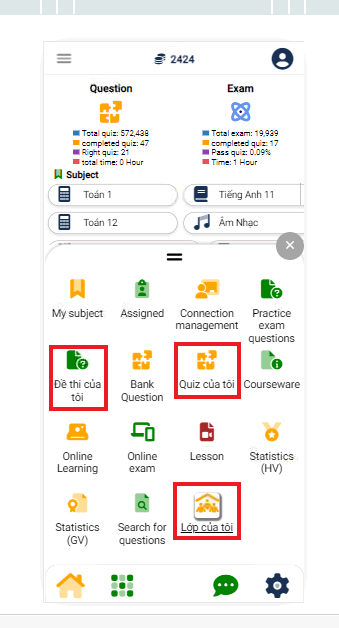 2424
Question Exam
Total quiz: 572,438 Total exam: 19,939
completed quiz: 47 completed quiz: 17
Right quiz: 21 Pass quiz: 0.09%
total time: 0 Hour Time: 1 Hour
Subject
Toán 1 Tiếng Anh 11
Toán 12 Âm Nhạc
My subject Assigned Connection management Practice exam questions
Đề thi của tôi Bank Question Quiz của tôi Courseware
Online Learning Online exam Lesson Statistics (HV)
Statistics (GV) Search for questions Lớp của tôi